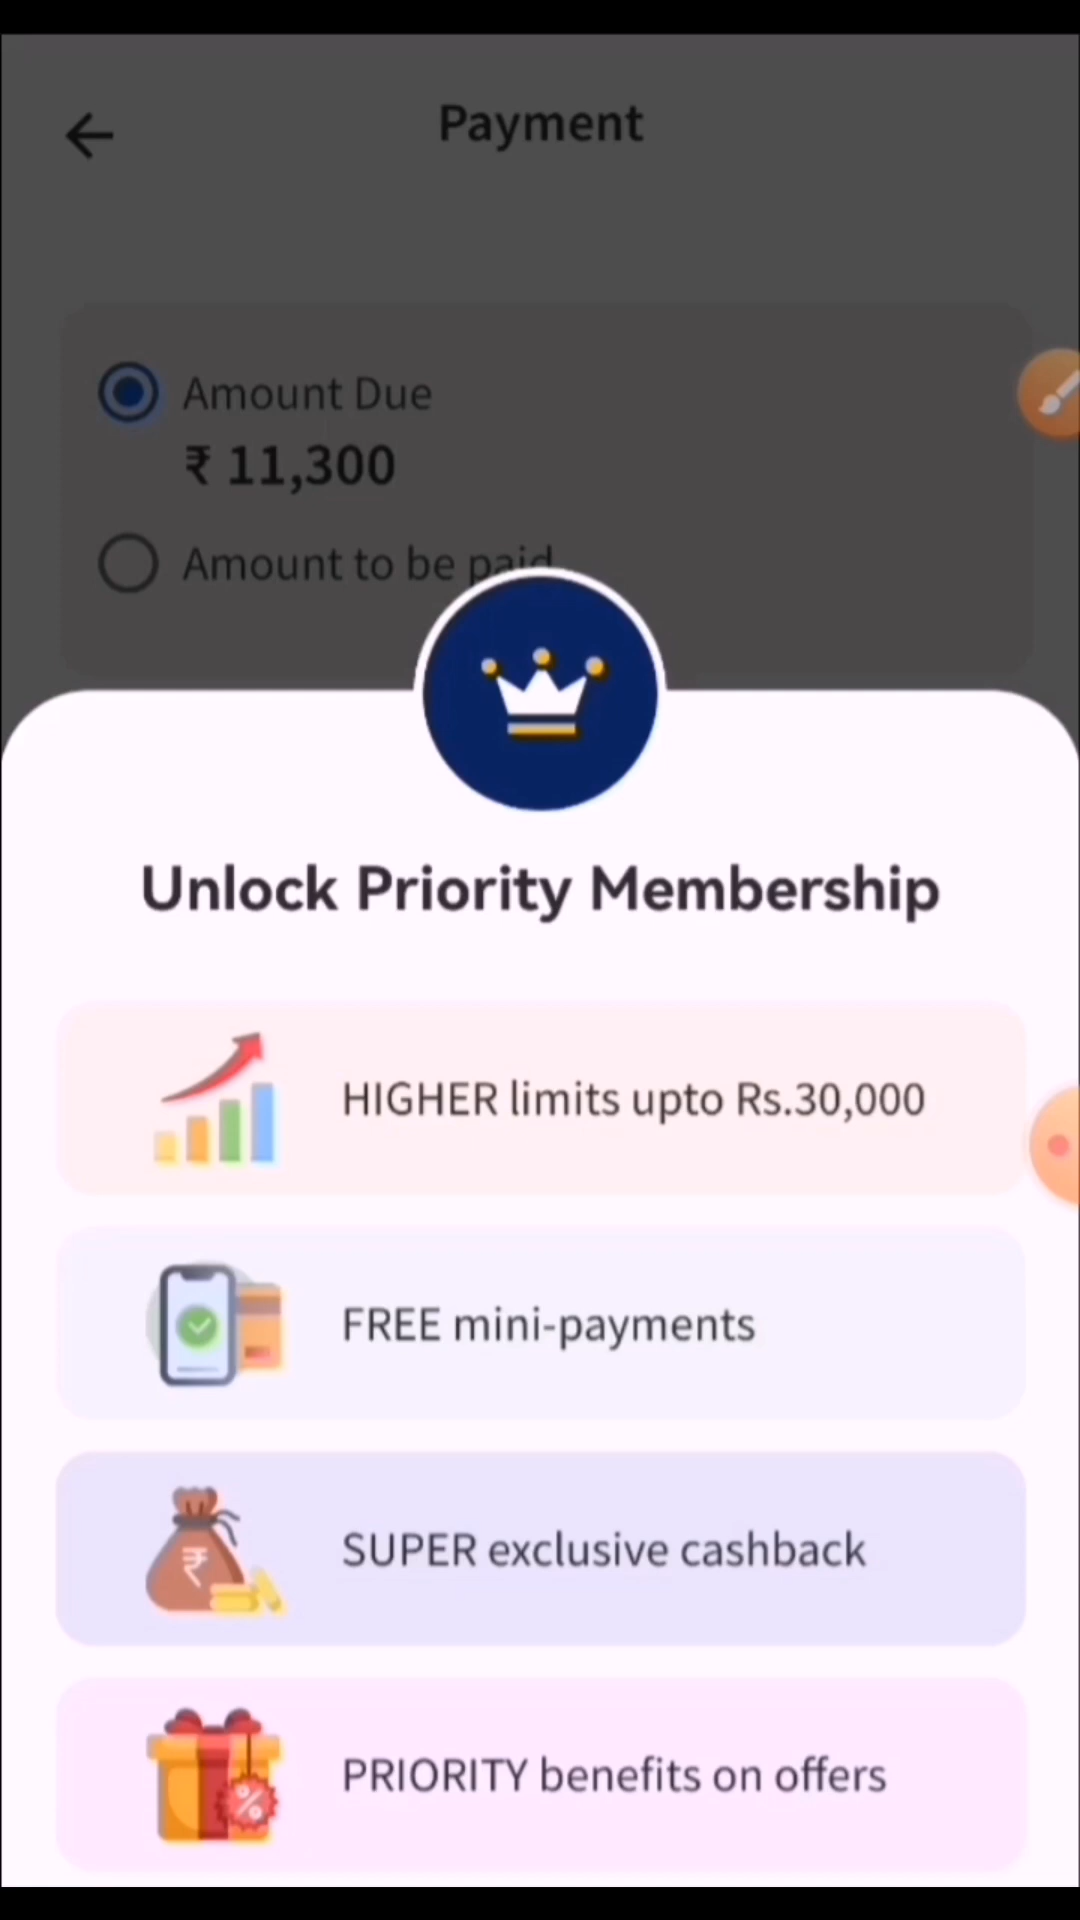 Payment
Amount Due
₹ 11,300
Amount to be paid
Unlock Priority Membership
HIGHER limits upto Rs.30,000
FREE mini-payments
SUPER exclusive cashback
PRIORITY benefits on offers